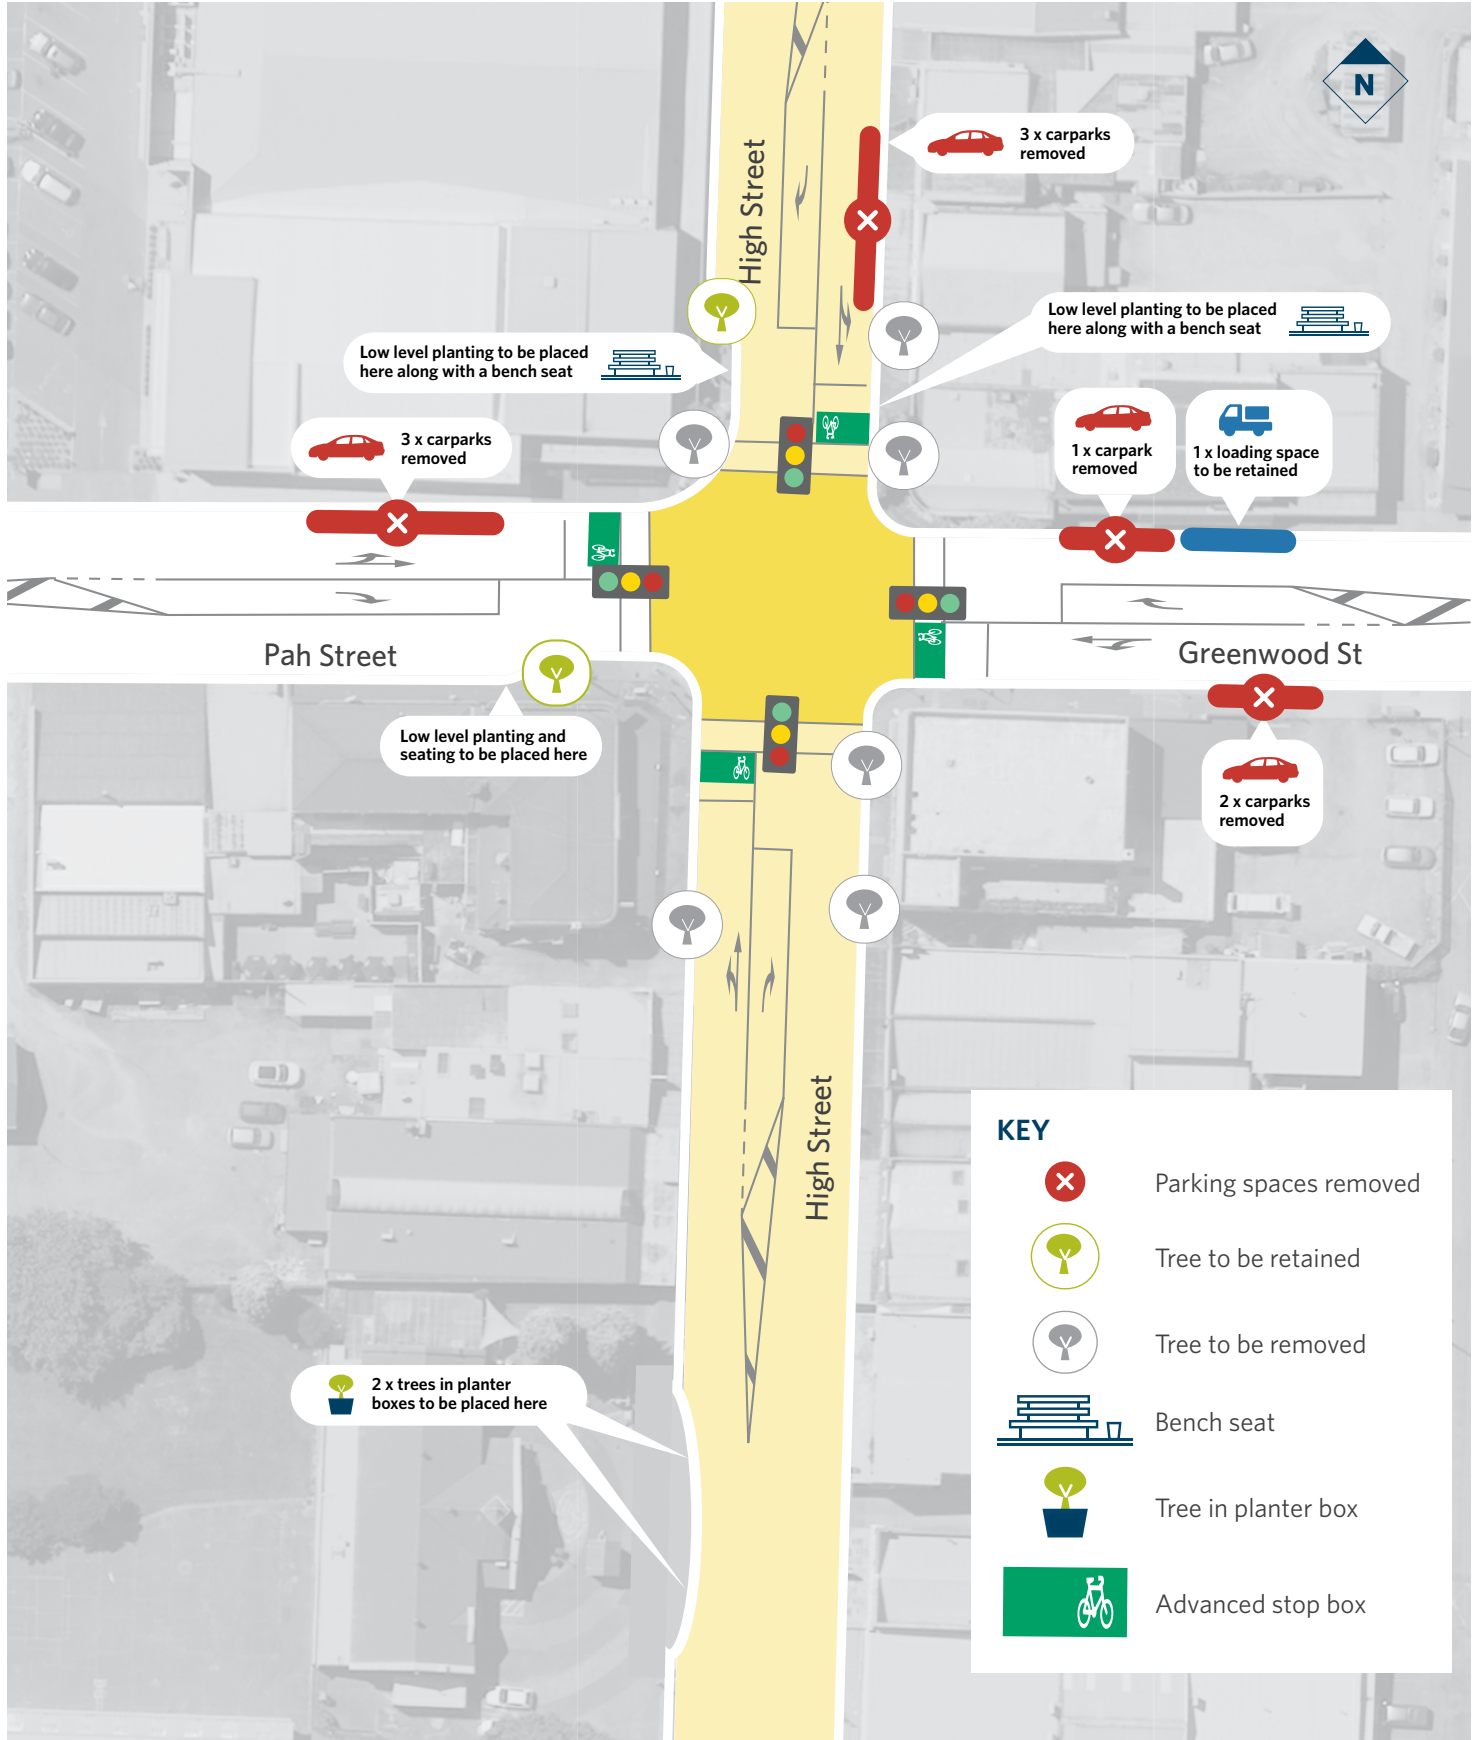 N
3 x carparks
removed
High Street
Low level planting to be placed
here along with a bench seat
Low level planting to be placed
here along with a bench seat
3 x carparks
removed
1 x carpark
removed
1 x loading space
to be retained
Pah Street
Greenwood St
Low level planting and
seating to be placed here
2 x carparks
removed
High Street
KEY
Parking spaces removed
Tree to be retained
Tree to be removed
Bench seat
Tree in planter box
Advanced stop box
2 x trees in planter
boxes to be placed here